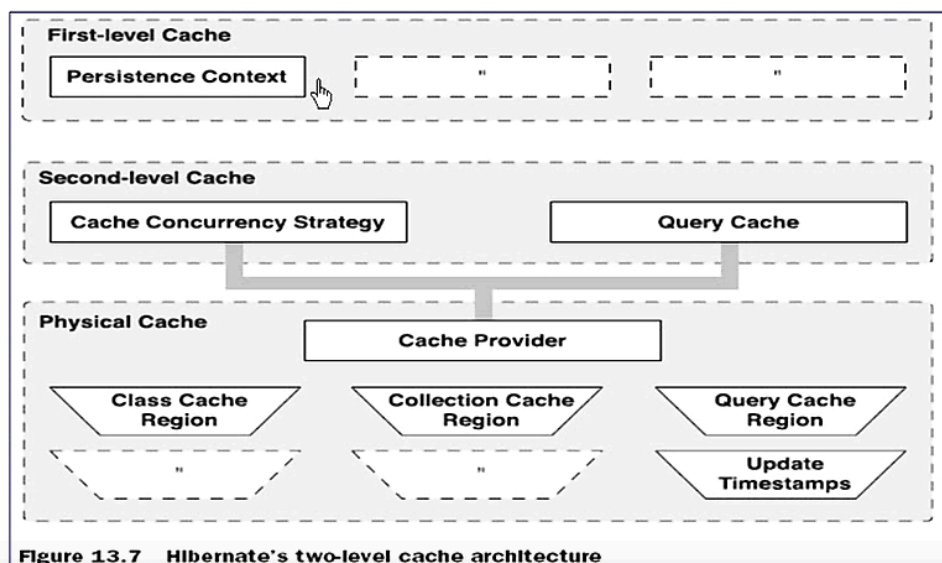 First-level Cache
Persistence Context
"
"
Second-level Cache
Cache Concurrency Strategy
Query Cache
Physical Cache
Cache Provider
Class Cache
Region
Collection Cache
Region
Query Cache
Region
"
"
Update
Timestamps
Figure 13.7 Hibernate's two-level cache architecture